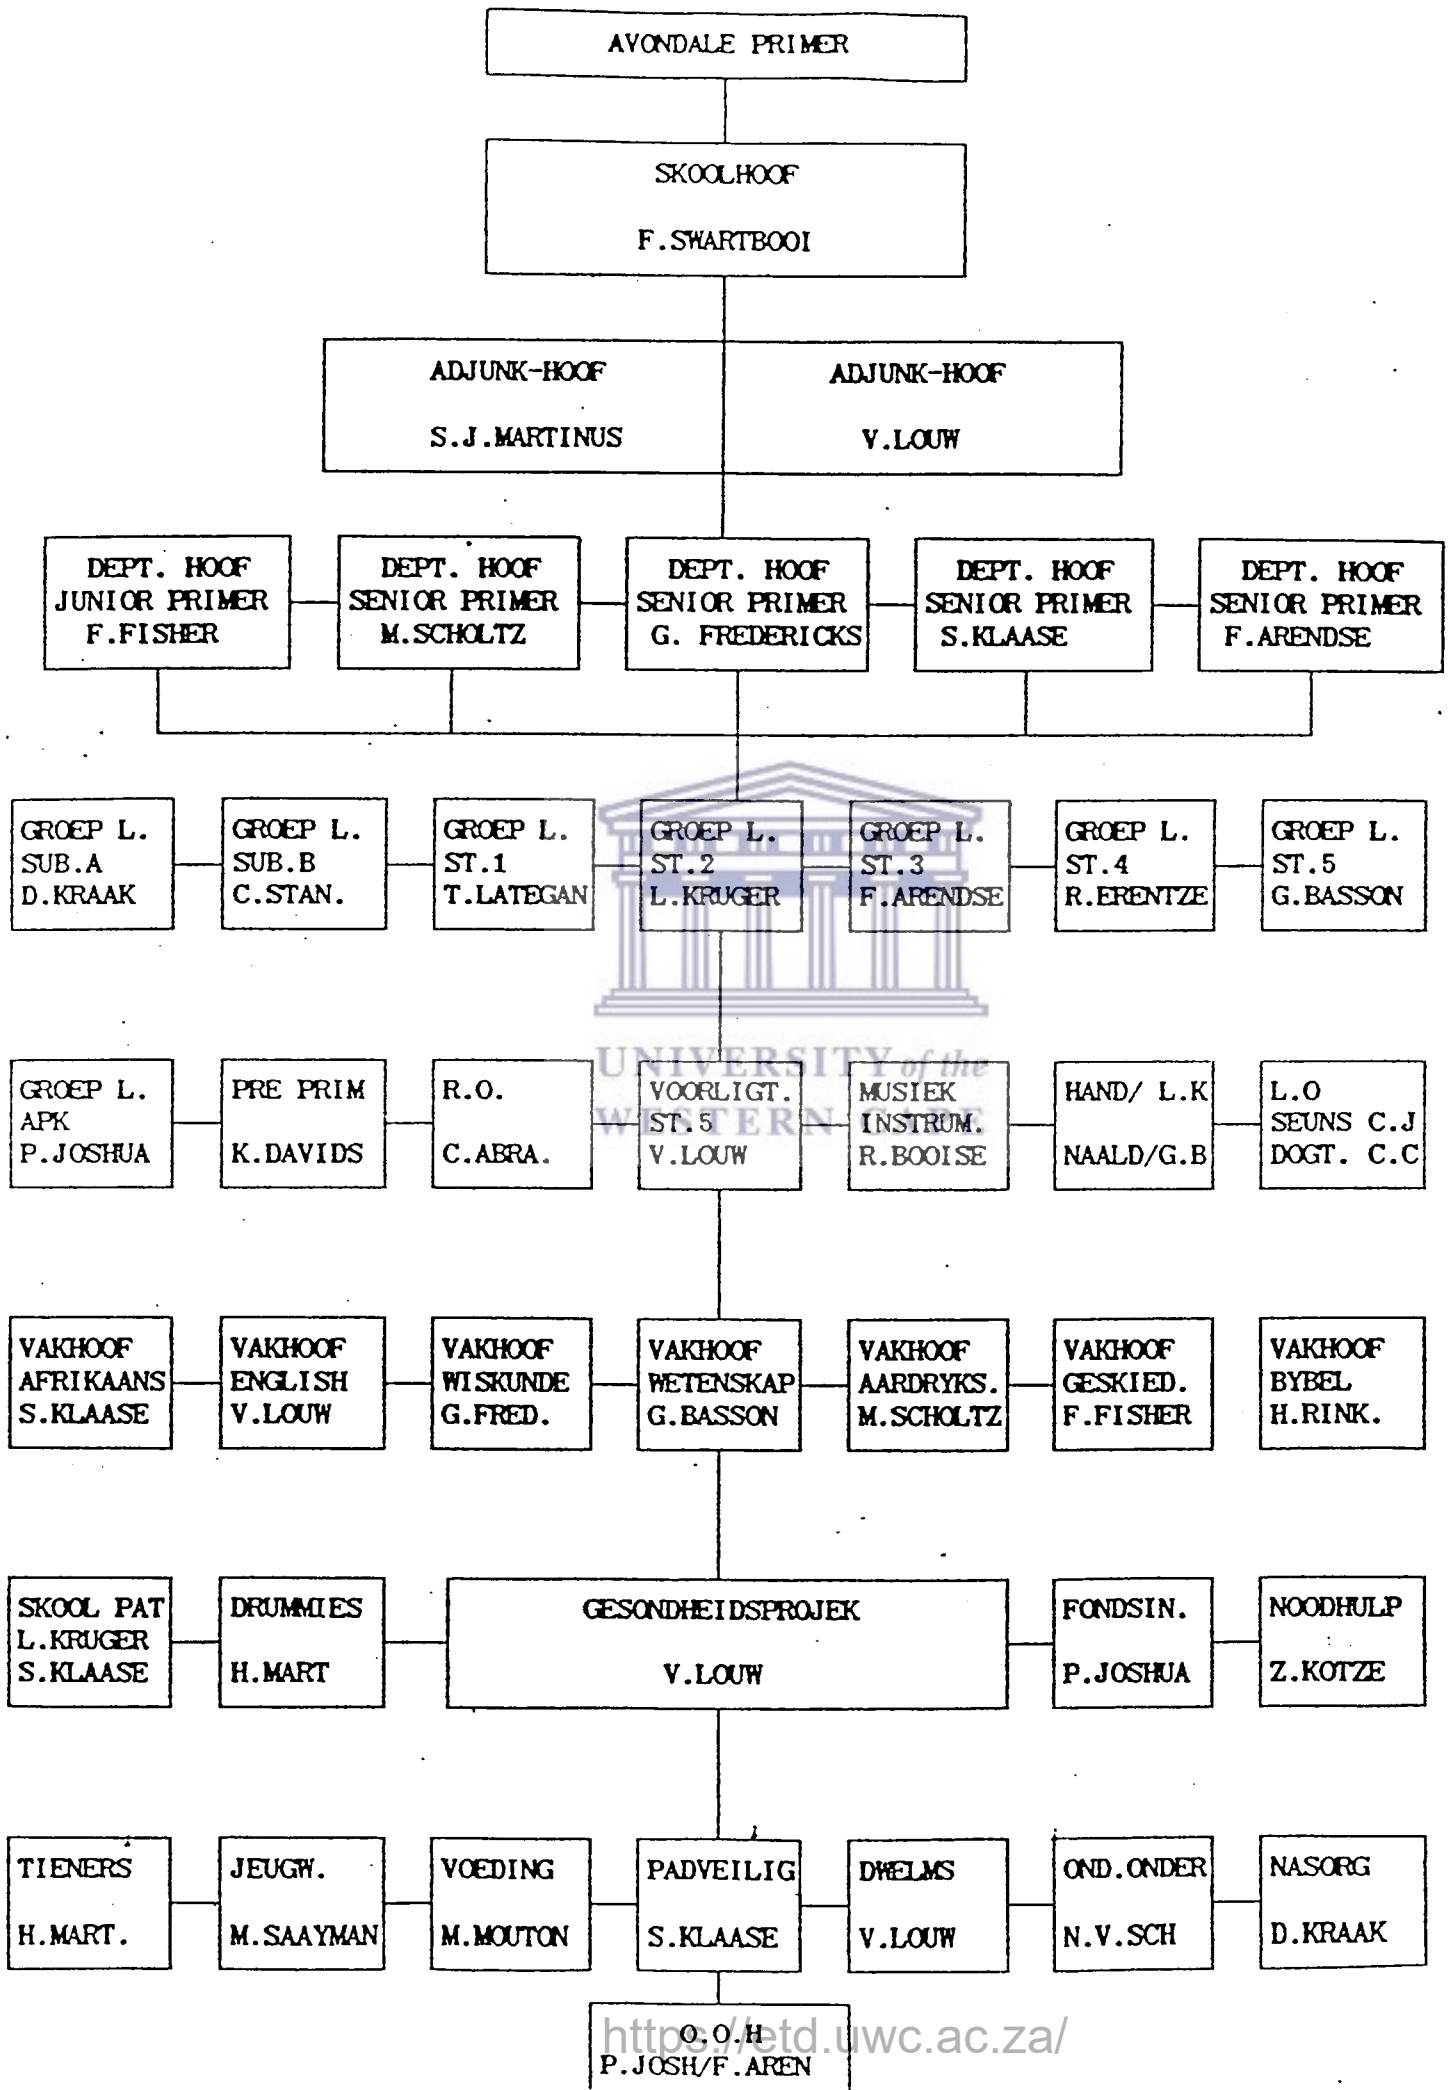 AVONDALE PRIMER
SKOOLHOOF
F.SWARTBOOI
ADJUNK-HOOF
S.J.MARTINUS
ADJUNK-HOOF
V.LOUW
DEPT. HOOF
JUNIOR PRIMER
F.FISHER
DEPT. HOOF
SENIOR PRIMER
M.SCHOLTZ
DEPT. HOOF
SENIOR PRIMER
G. FREDERICKS
DEPT. HOOF
SENIOR PRIMER
S.KLAASE
DEPT. HOOF
SENIOR PRIMER
F.ARENDSE
GROEP L.
SUB.A
D.KRAAK
GROEP L.
SUB.B
C.STAN.
GROEP L.
ST.1
T.LATEGAN
GROEP L.
ST.2
L.KRUGER
GROEP L.
ST.3
F.ARENDSE
GROEP L.
ST.4
R.ERENTZE
GROEP L.
ST.5
G.BASSON
UNIVERSITY of the
WESTERN CAPE
GROEP L.
APK
P.JOSHUA
PRE PRIM
K.DAVIDS
R.O.
C.ABRA.
VOORLIGT.
ST.5
V.LOUW
MUSIEK
INSTRUM.
R.BOOISE
HAND/ L.K
NAALD/G.B
L.O
SEUNS C.J
DOGT. C.C
VAKHOOF
AFRIKAANS
S.KLAASE
VAKHOOF
ENGLISH
V.LOUW
VAKHOOF
WISKUNDE
G.FRED.
VAKHOOF
WETENSKAP
G.BASSON
VAKHOOF
AARDRYKS.
M.SCHOLTZ
VAKHOOF
GESKIED.
F.FISHER
VAKHOOF
BYBEL
H.RINK.
SKOOL PAT
L.KRUGER
S.KLAASE
DRUMMIES
H.MART
GESONDHEIDSPROJEK
V.LOUW
FONDSIN.
P.JOSHUA
NOODHULP
Z.KOTZE
TIENERS
H.MART.
JEUGW.
M.SAAYMAN
VOEDING
M.MOUTON
PADVEILIG
S.KLAASE
DWELMS
V.LOUW
OND.ONDER
N.V.SCH
NASORG
D.KRAAK
O.O.H
P.JOSH/F.AREN
https://etd.uwc.ac.za/